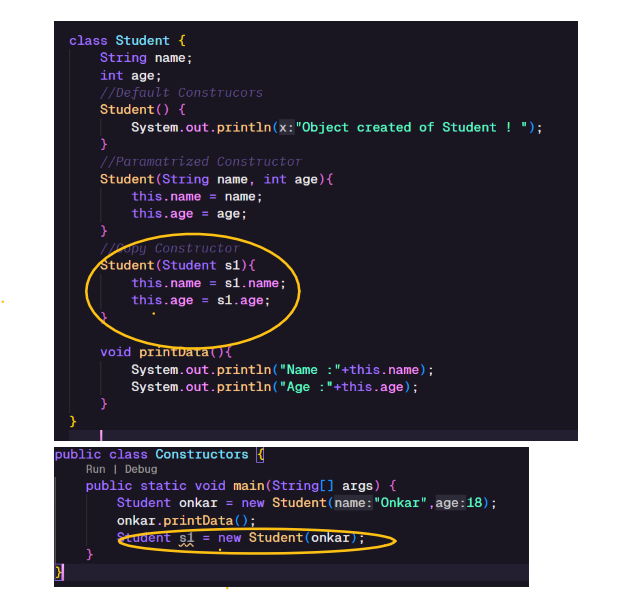 class Student {
String name;
int age;
//Default Construcors
Student() {
System.out.println(x:"Object created of Student ! ");
}
//Paramatrized Constructor
Student(String name, int age){
this.name = name;
this.age = age;
}
//Copy Constructor
Student(Student s1){
this.name = s1.name;
this.age = s1.age;
}
void printData(){
System.out.println("Name :"+this.name);
System.out.println("Age :"+this.age);
}
}
public class Constructors {
Run | Debug
public static void main(String[] args) {
Student onkar = new Student(name:"Onkar",age:18);
onkar.printData();
Student s1 = new Student(onkar);
}
}